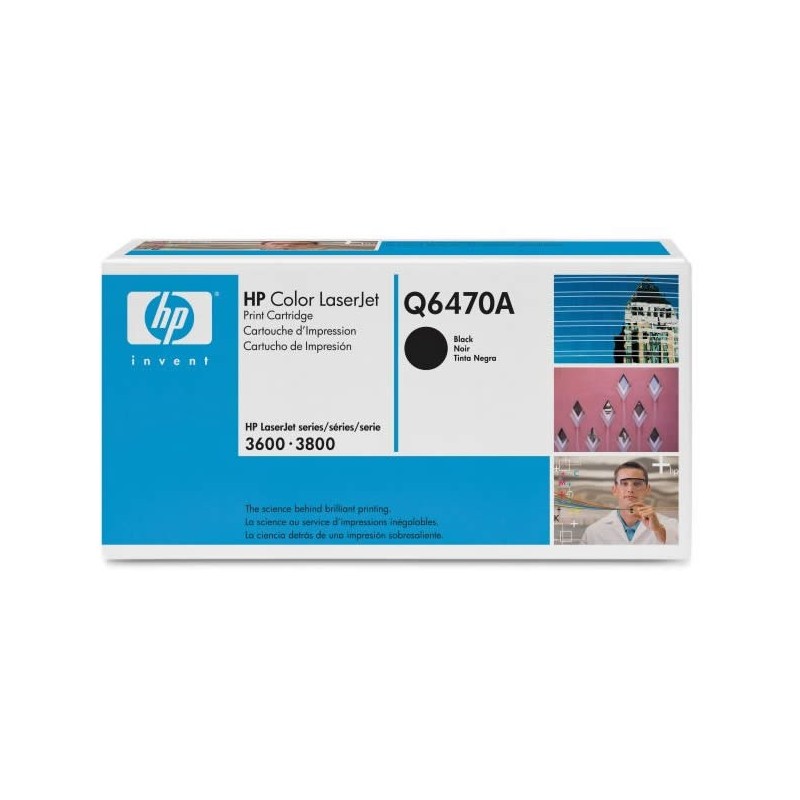 hp
®
invent
HP Color LaserJet
Print Cartridge
Cartouche d'Impression
Cartucho de Impresión
HP LaserJet series/séries/serie
3600 · 3800
Q6470A
Black
Noir
Tinta Negra
The science behind brilliant printing.
La science au service d'impressions inégalables.
La ciencia detrás de una impresión sobresaliente.